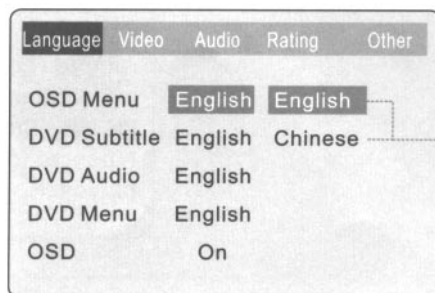 Language Video Audio Rating Other
OSD Menu English English
DVD Subtitle English Chinese
DVD Audio English
DVD Menu English
OSD On